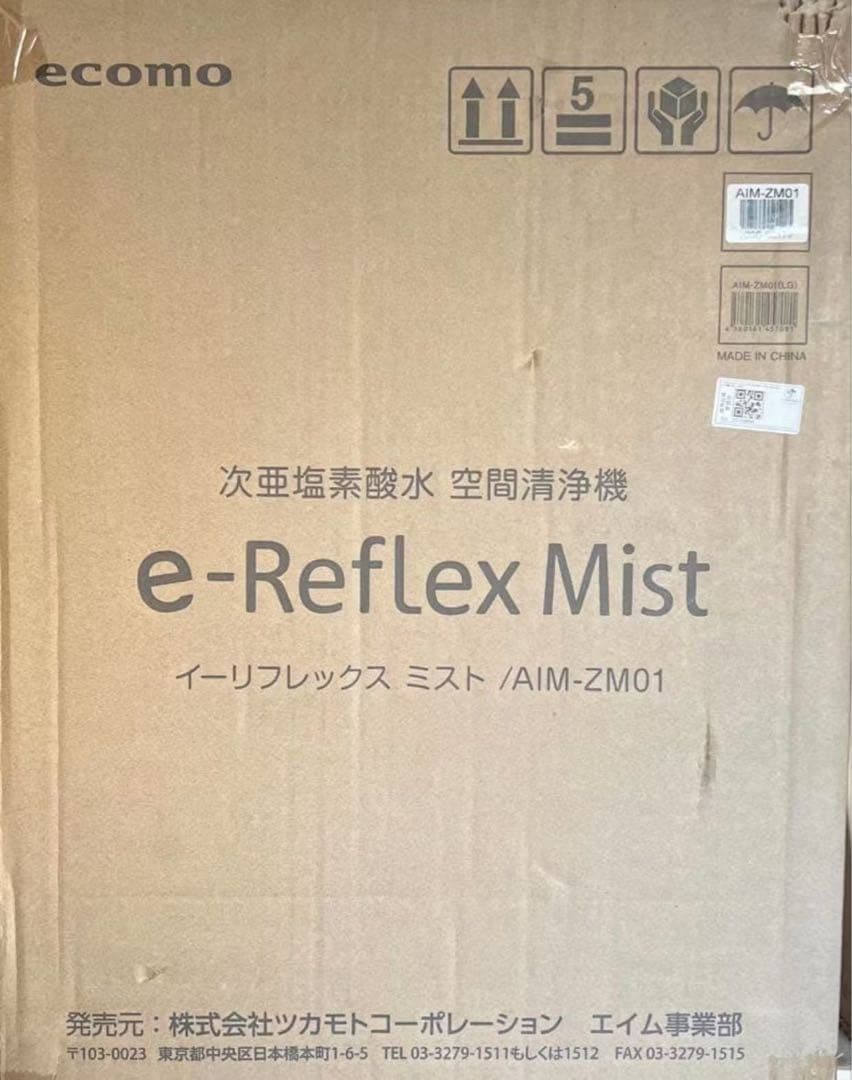 ecomo
5
AIM-ZM01
AIM-ZM01(LG)
MADE IN CHINA
次亜塩素酸水 空間清浄機
e-Reflex Mist
イーリフレックス ミスト /AIM-ZM01
発売元：株式会社ツカモトコーポレーション エイム事業部
〒103-0023 東京都中央区日本橋本町1-6-5 TEL 03-3279-1511もしくは1512 FAX 03-3279-1515